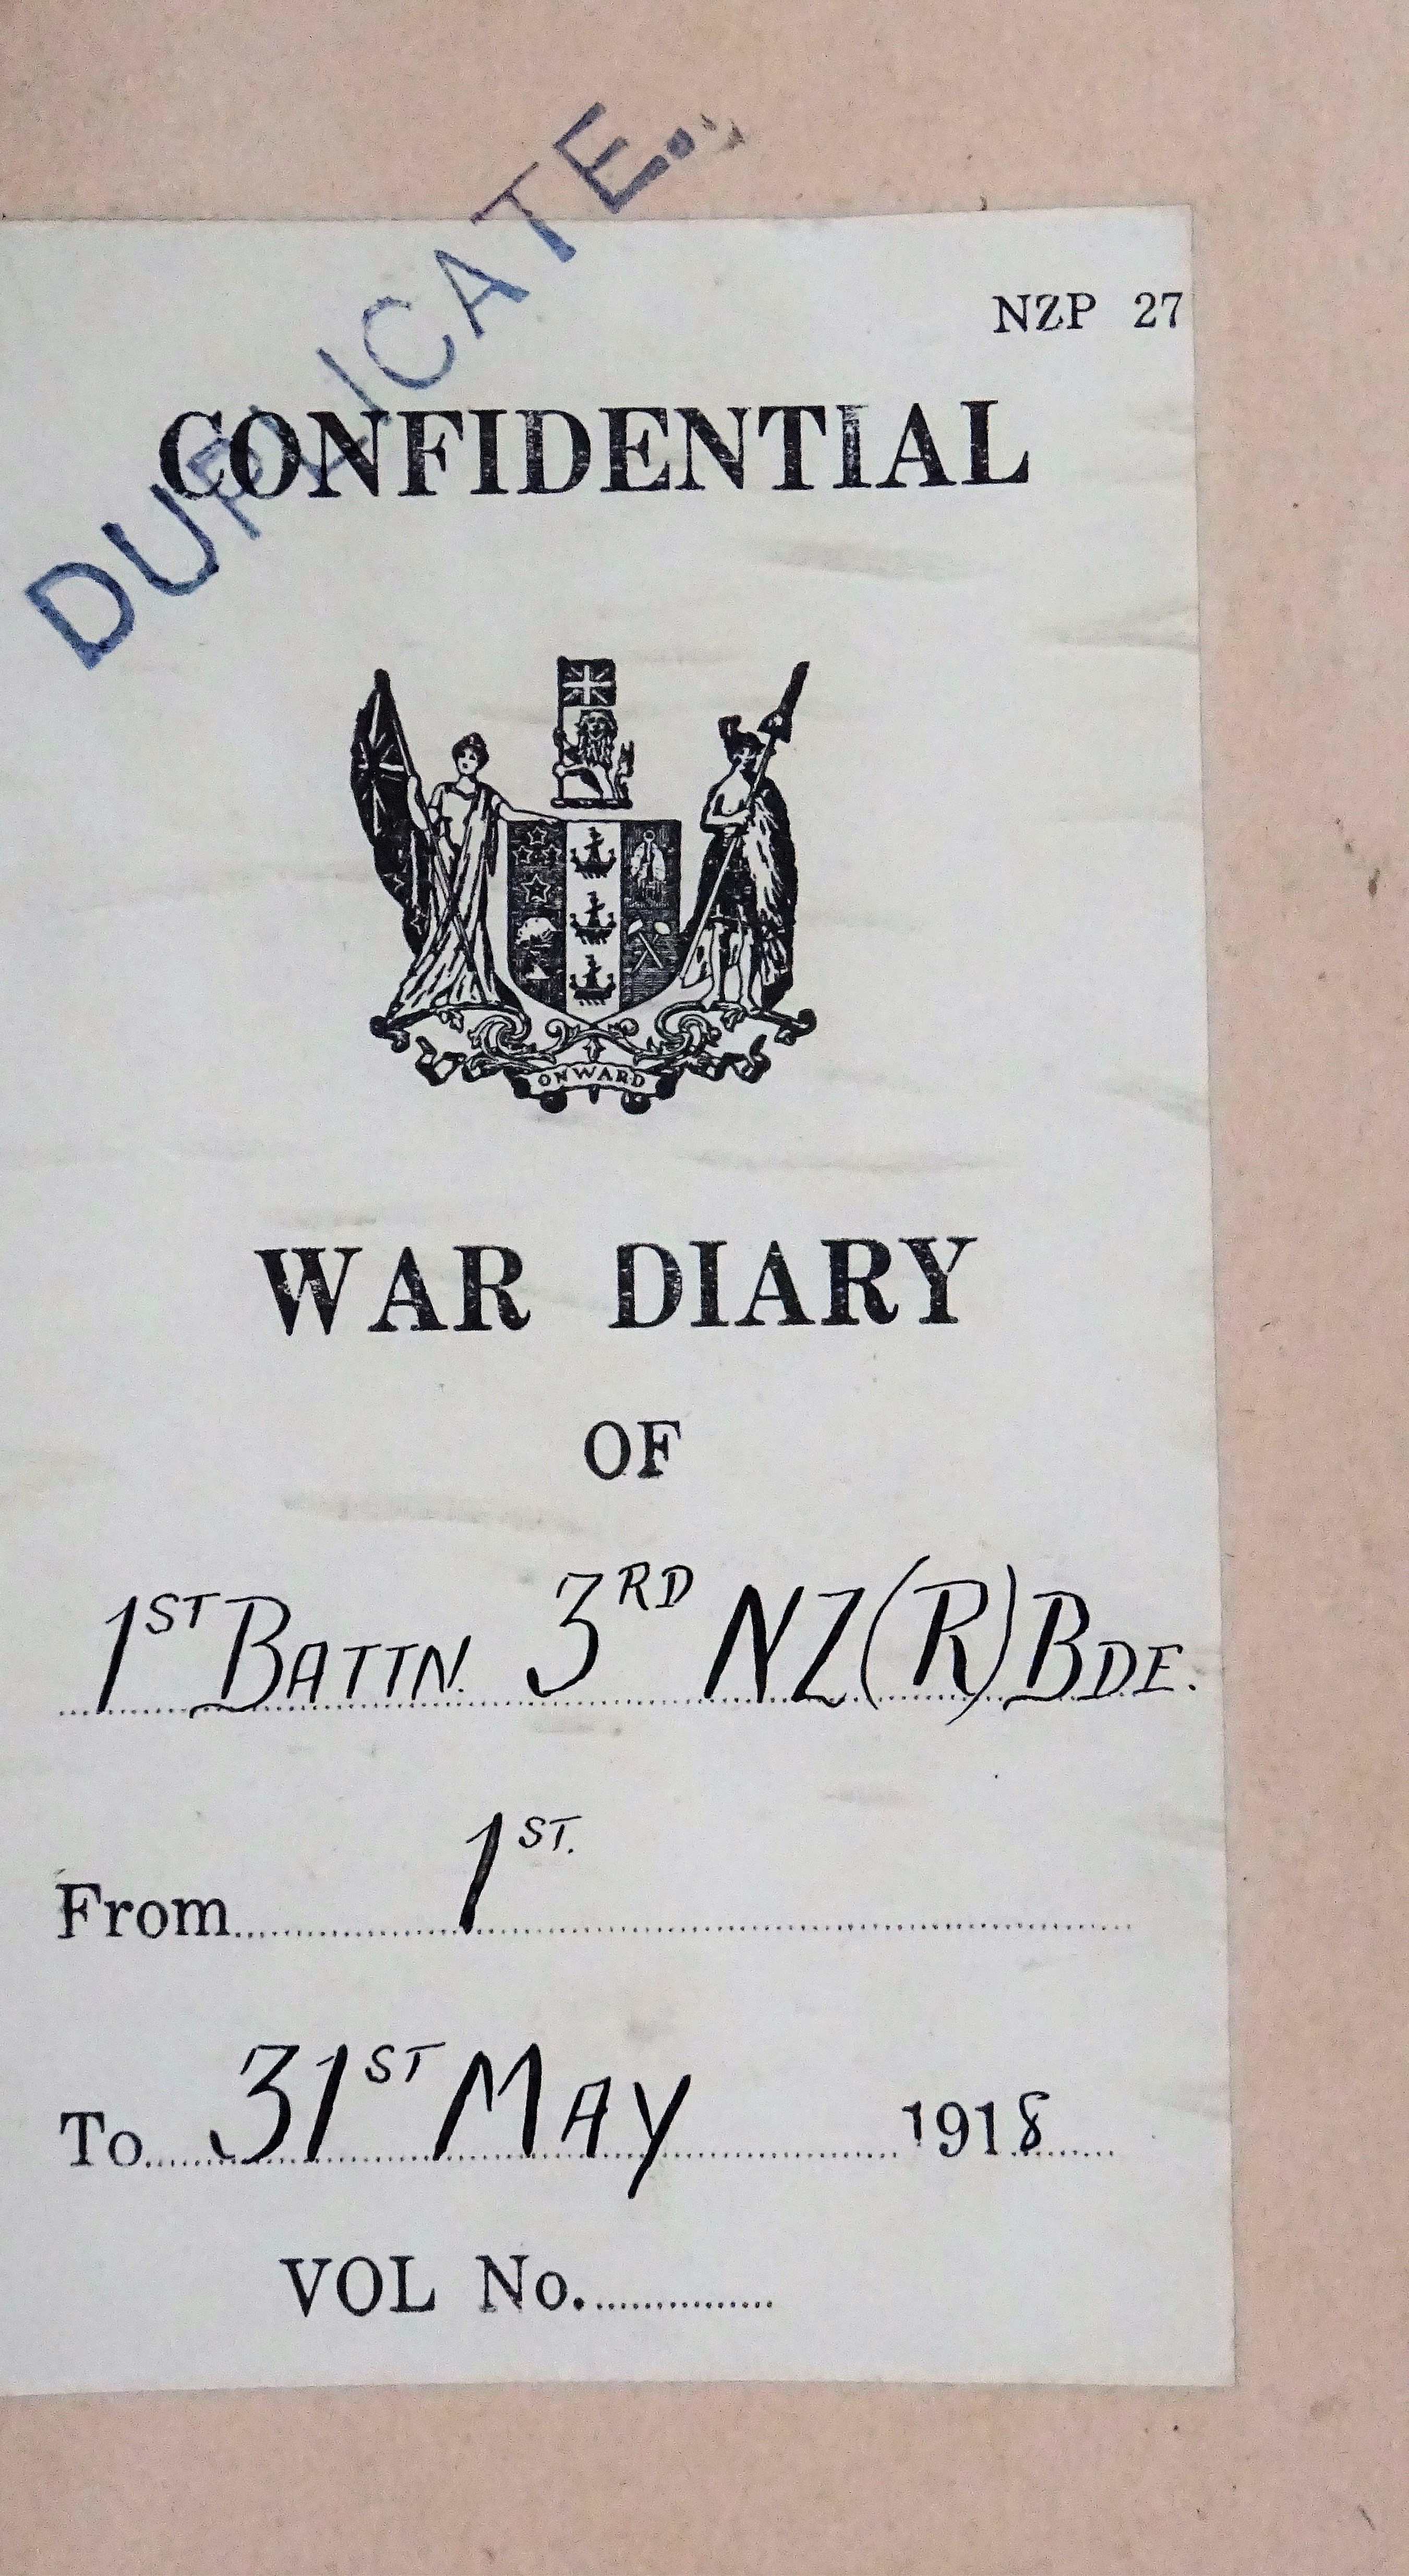 DUPLICATE.
NZP 27
CONFIDENTIAL
ONWARD
WAR DIARY
OF
1ST BATTN. 3RD NZ(R) BDE.
From 1ST.
To 31ST MAY 1918
VOL No.